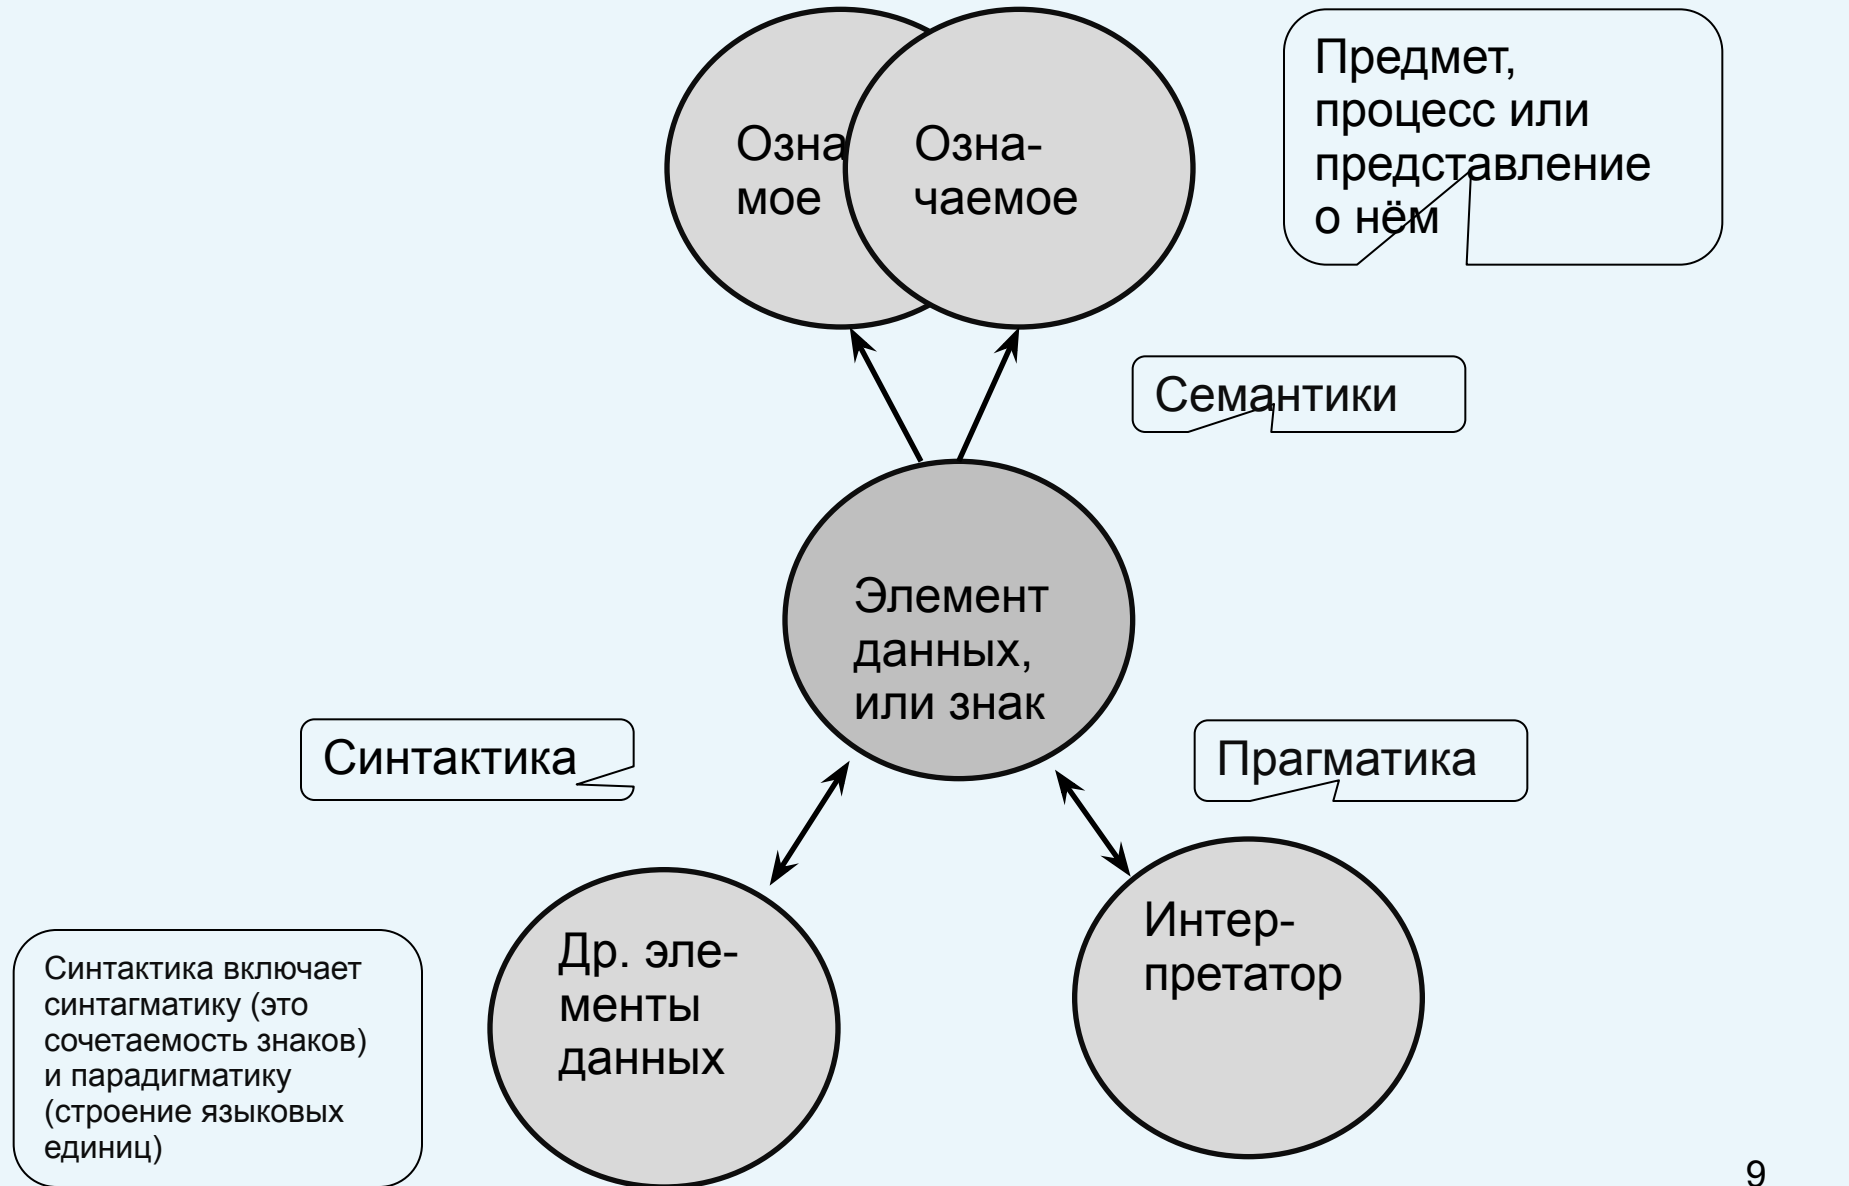 Озна
мое
Озна-
чаемое
Предмет,
процесс или
представление
о нём
Семантики
Элемент
данных,
или знак
Синтактика
Прагматика
Др. эле-
менты
данных
Интер-
претатор
Синтактика включает
синтагматику (это
сочетаемость знаков)
и парадигматику
(строение языковых
единиц)
9